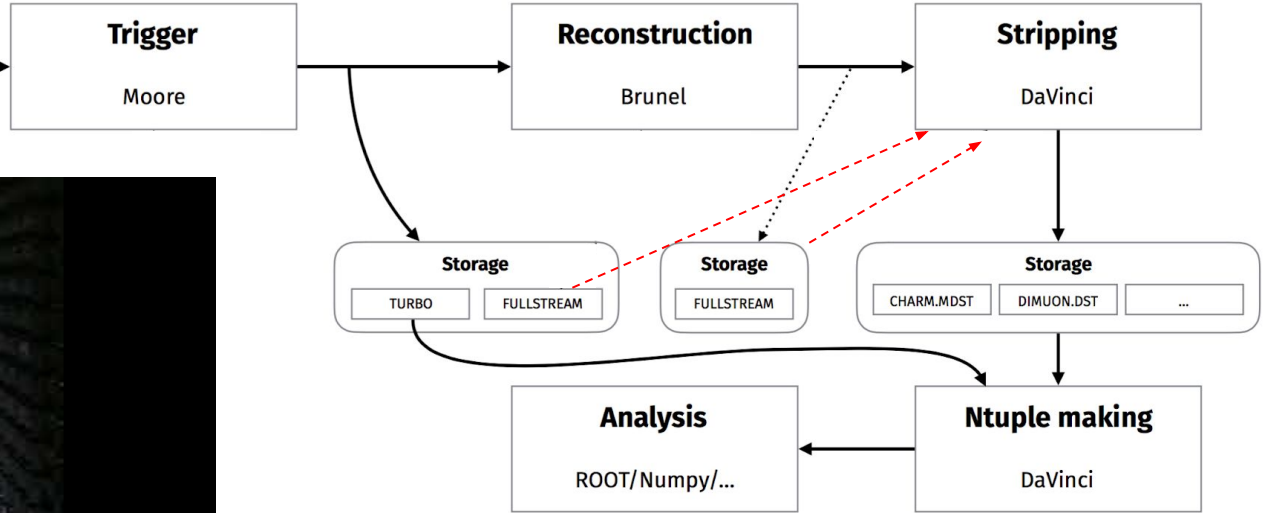 Trigger
Moore
Reconstruction
Brunel
Stripping
DaVinci
Storage
TURBO
FULLSTREAM
Storage
FULLSTREAM
Storage
CHARM.MDST
DIMUON.DST
...
Analysis
ROOT/Numpy/...
Ntuple making
DaVinci